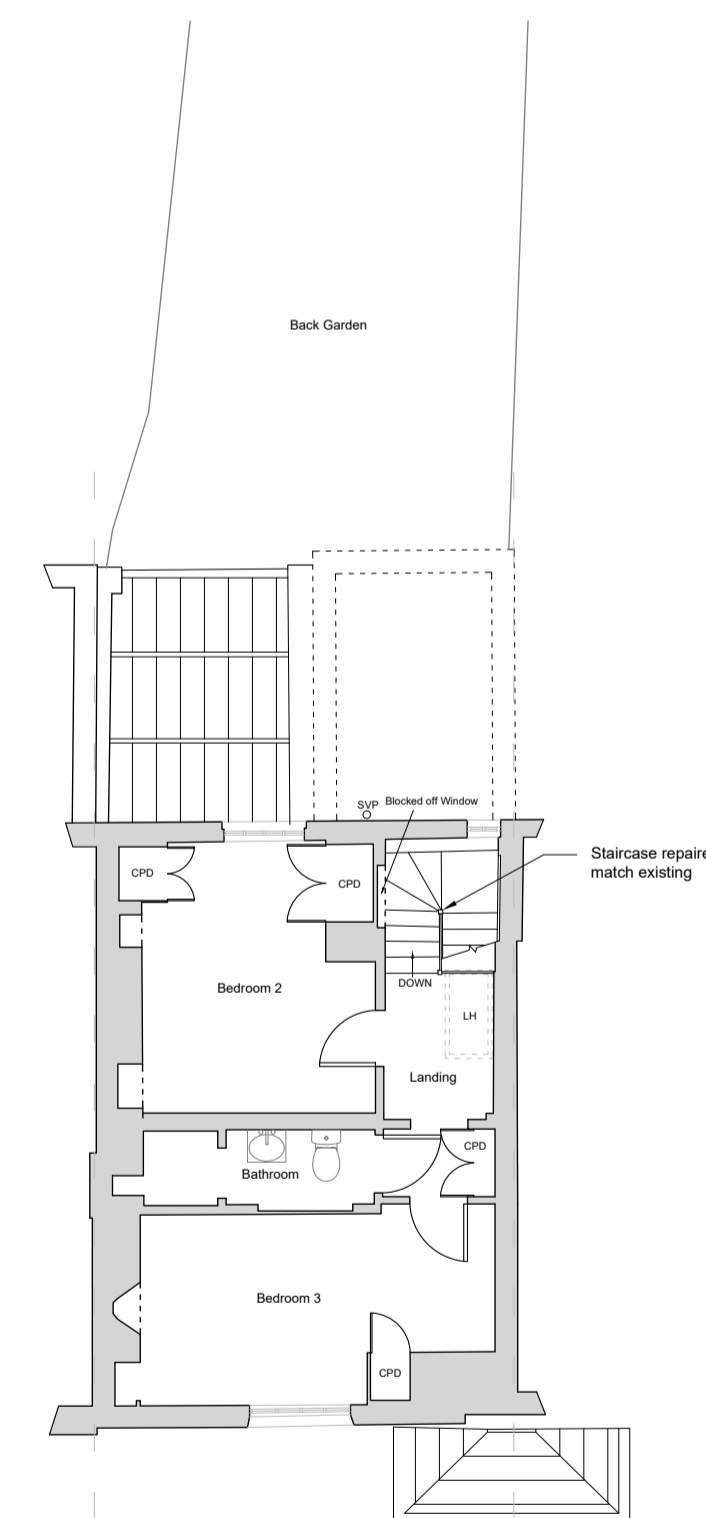 Back Garden
SVP
Blocked off Window
Staircase repaire
match existing
CPD
CPD
Bedroom 2
DOWN
LH
Landing
CPD
Bathroom
Bedroom 3
CPD